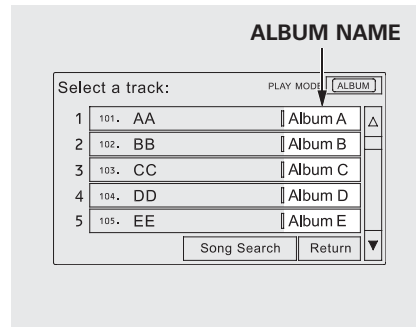 ALBUM NAME
Select a track: PLAY MODE ALBUM
1 101. AA Album A
2 102. BB Album B
3 103. CC Album C
4 104. DD Album D
5 105. EE Album E
Song Search Return